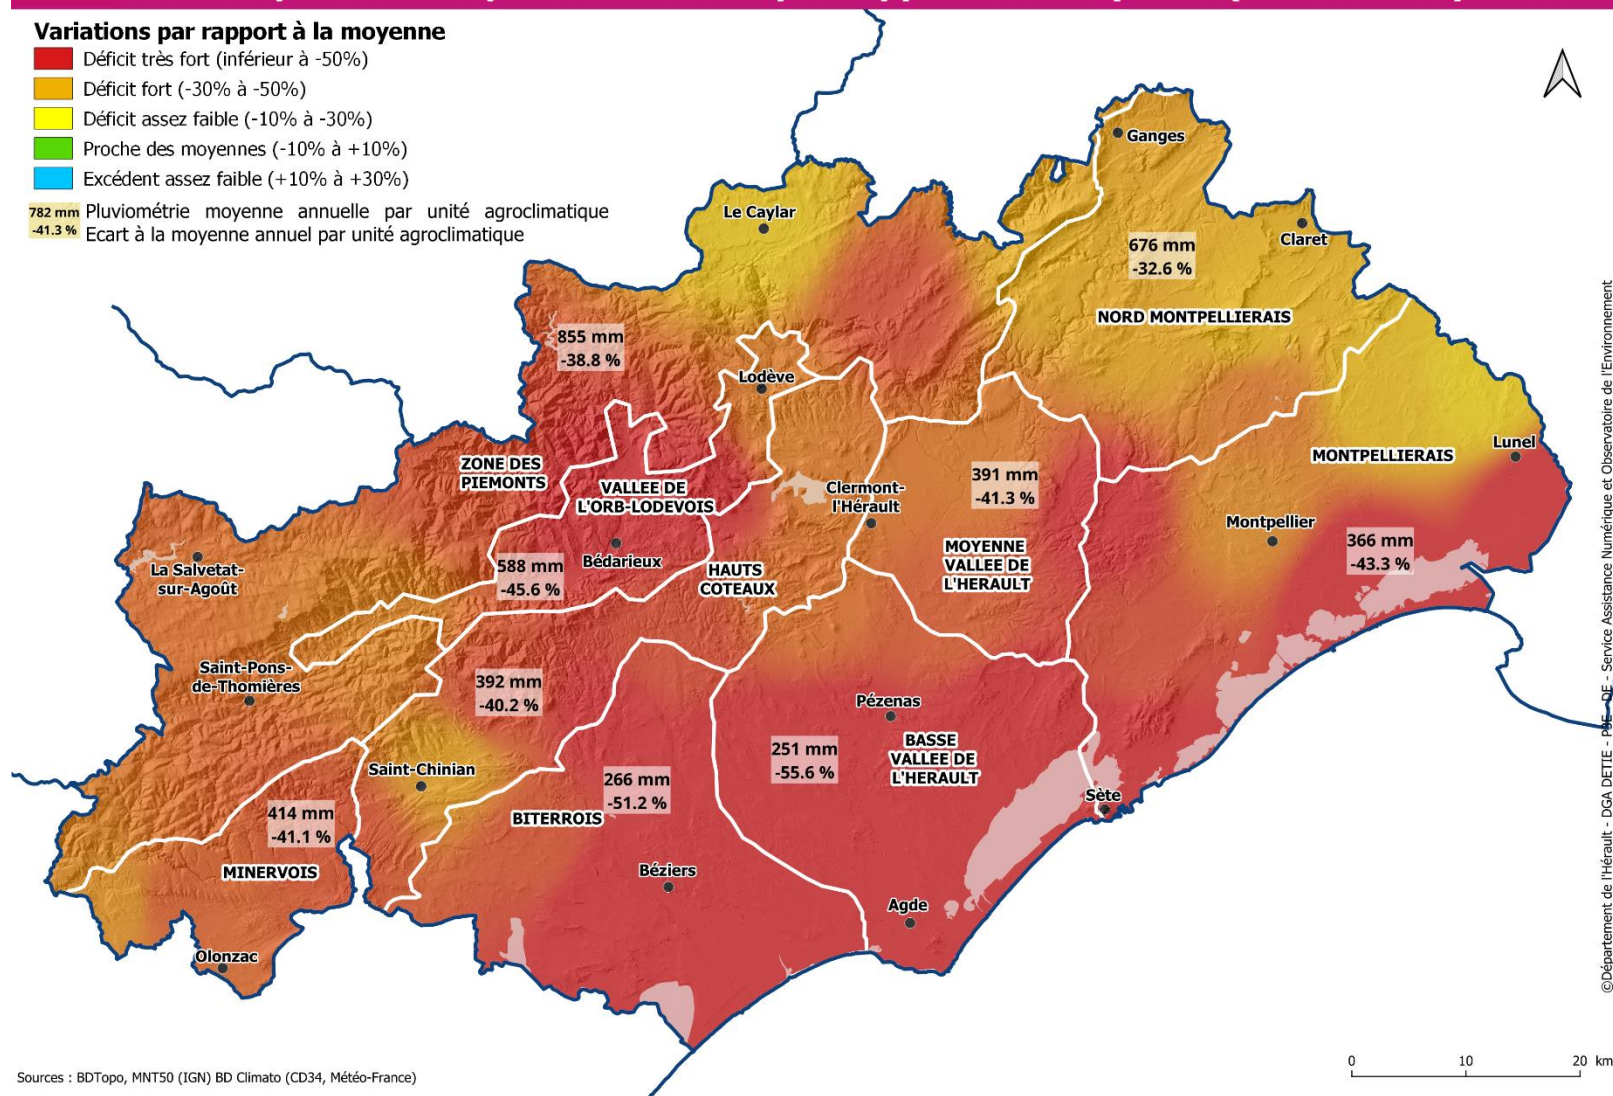 Variations par rapport à la moyenne
Déficit très fort (inférieur à -50%)
Déficit fort (-30% à -50%)
Déficit assez faible (-10% à -30%)
Proche des moyennes (-10% à +10%)
Excédent assez faible (+10% à +30%)
782 mm
-41.3 %
Pluviométrie moyenne annuelle par unité agroclimatique
Ecart à la moyenne annuel par unité agroclimatique
Ganges
Le Caylar
Claret
676 mm
-32.6 %
NORD MONTPELLIERAIS
855 mm
-38.8 %
Lodève
Lunel
MONTPELLIERAIS
ZONE DES
PIEMONTS
VALLEE DE
L'ORB-LODEVOIS
Clermont-
l'Hérault
391 mm
-41.3 %
Montpellier
366 mm
-43.3 %
La Salvetat-
sur-Agoût
588 mm
-45.6 %
Bédarieux
HAUTS
COTEAUX
MOYENNE
VALLEE DE
L'HERAULT
Saint-Pons-
de-Thomières
392 mm
-40.2 %
Pézenas
BASSE
VALLEE DE
L'HERAULT
251 mm
-55.6 %
Saint-Chinian
266 mm
-51.2 %
Sète
414 mm
-41.1 %
BITERROIS
MINERVOIS
Béziers
Agde
Olonzac
©Département de l'Hérault - DGA DETIE - PSE -DE - Service Assistance Numérique et Observatoire de l'Environnement
0 10 20 km
Sources : BDTopo, MNT50 (IGN) BD Climato (CD34, Météo-France)